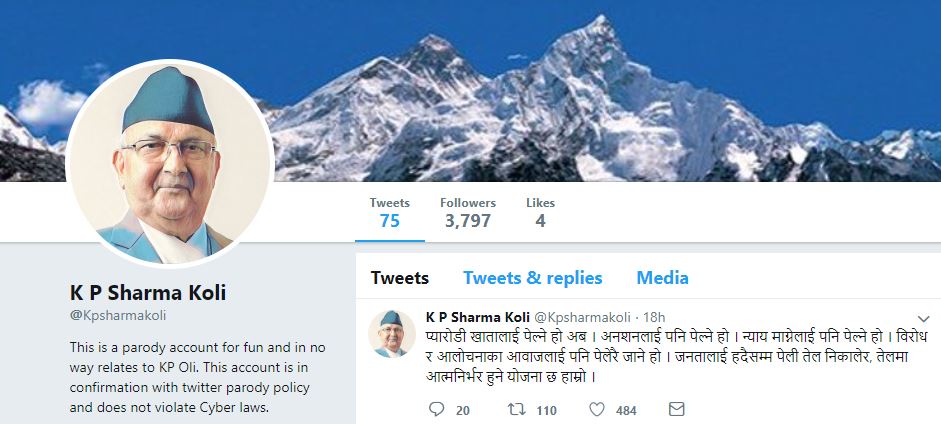 Tweets Followers Likes
75 3,797 4
Tweets Tweets & replies Media
K P Sharma Koli
@Kpsharmakoli
This is a parody account for fun and in no
way relates to KP Oli. This account is in
confirmation with twitter parody policy
and does not violate Cyber laws.
K P Sharma Koli @Kpsharmakoli · 18h
प्यारोडी खातालाई पेल्ने हो अब । अनशनलाई पनि पेल्ने हो । न्याय माग्नेलाई पनि पेल्ने हो । विरोध
र आलोचनाका आवाजलाई पनि पेलेरै जाने हो । जनतालाई हदैसम्म पेली तेल निकालेर, तेलमा
आत्मनिर्भर हुने योजना छ हाम्रो ।
20 110 484